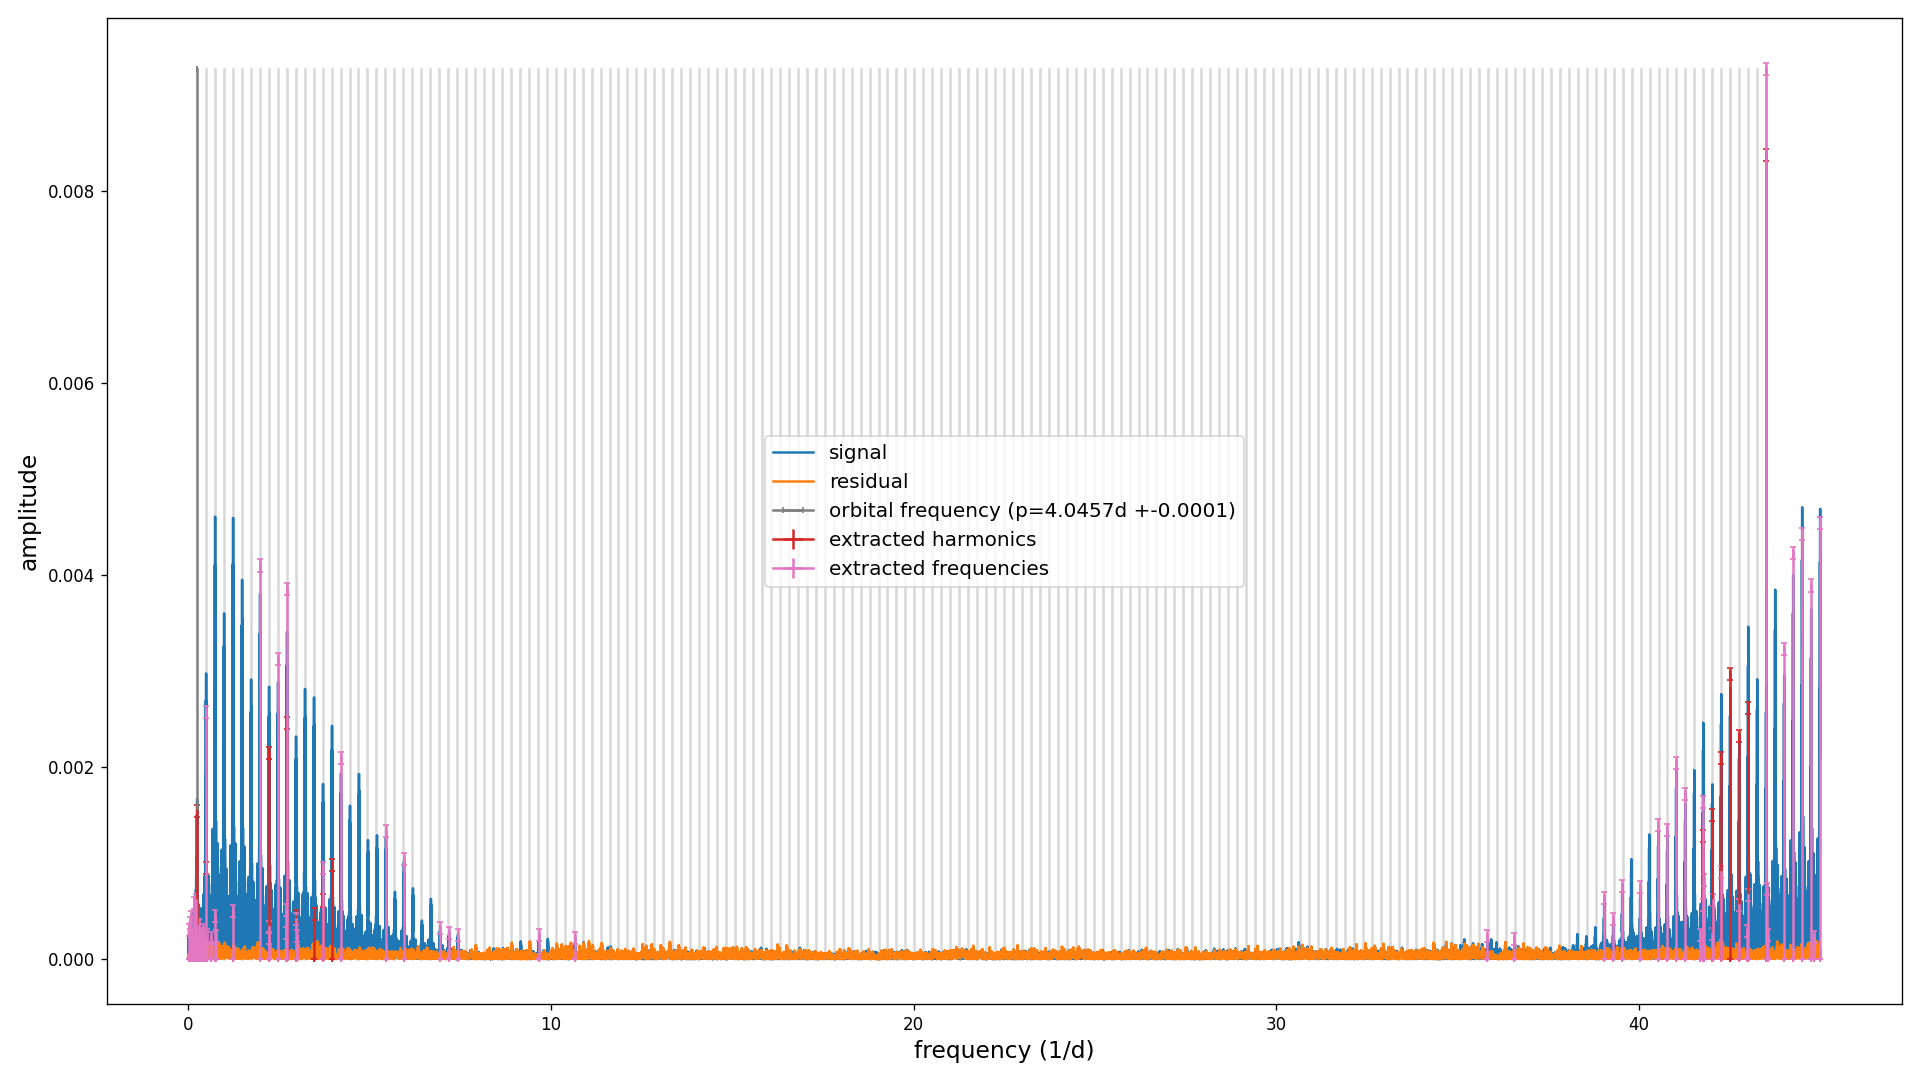 amplitude
0.008
0.006
0.004
0.002
0.000
signal
residual
orbital frequency (p=4.0457d +-0.0001)
extracted harmonics
extracted frequencies
0 10 20 30 40
frequency (1/d)